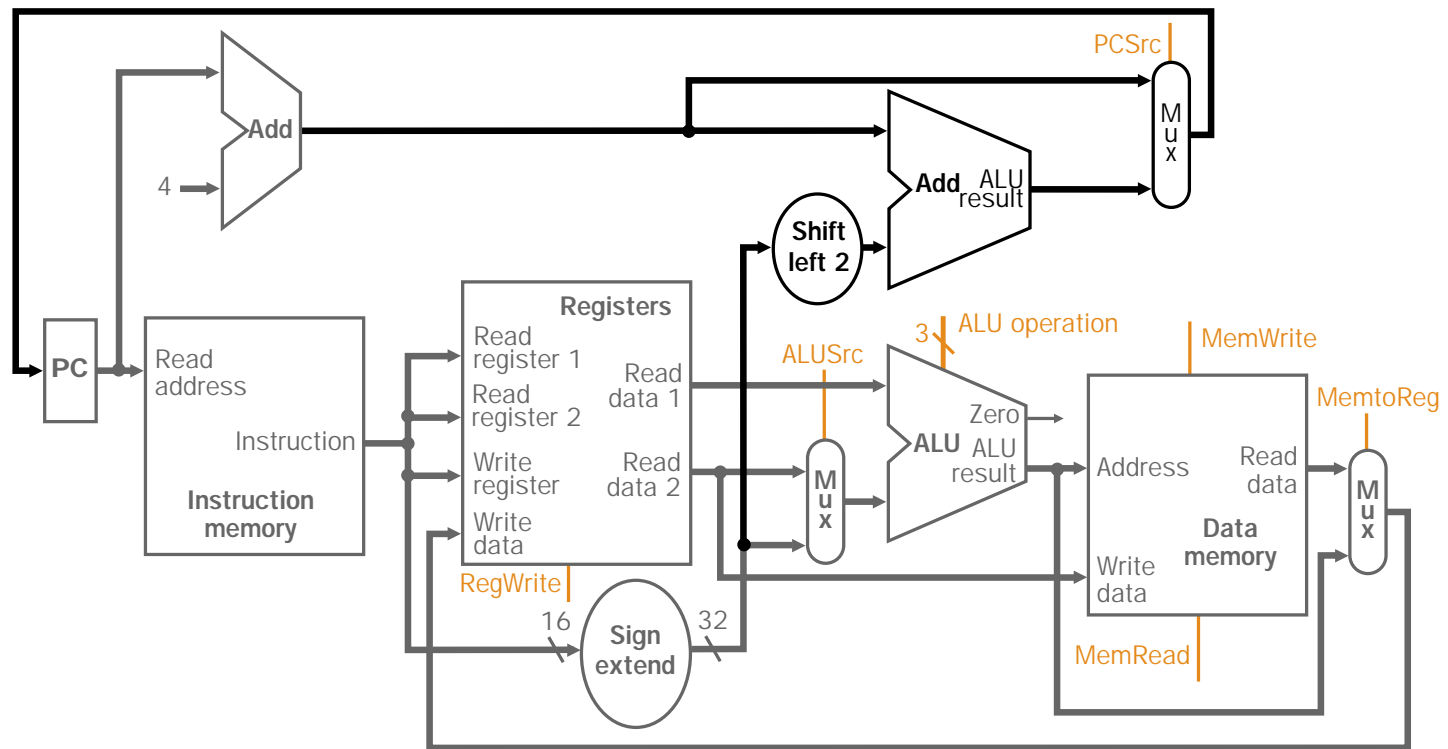 PCSrc
Add
4
M
u
x
Add
ALU
result
Shift
left 2
PC
Read
address
Instruction
Instruction
memory
Registers
Read
register 1
Read
register 2
Write
register
Write
data
Read
data 1
Read
data 2
RegWrite
16
Sign
extend
32
ALUSrc
M
u
x
3
ALU operation
Zero
ALU
ALU
result
MemWrite
Address
Read
data
Data
memory
Write
data
MemRead
MemtoReg
M
u
x